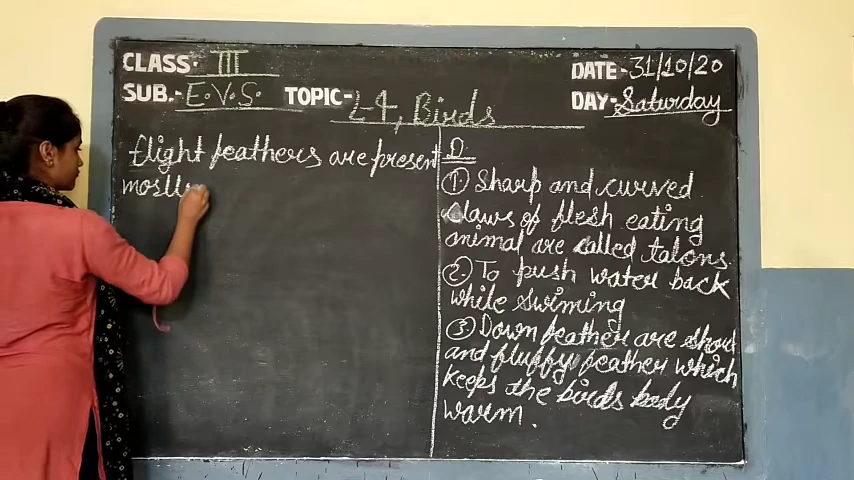 CLASS:- III
SUB.- E.V.S. TOPIC- L-4, Birds
DATE- 31/10/20
DAY- Saturday
flight feathers are present
mostly
D
① Sharp and curved
claws of flesh eating
animal are called talons.
② To push water back
while swiming
③ Down feather are short
and fluffy feather which
keeps the birds body
warm.